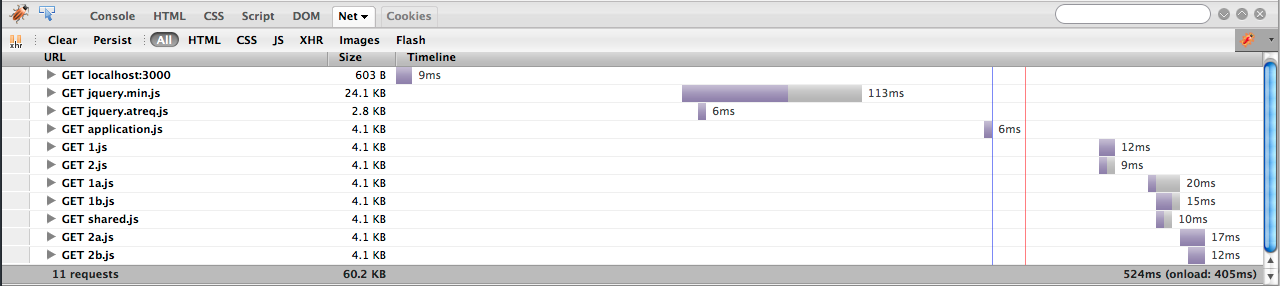 Console HTML CSS Script DOM Net Cookies
xhr Clear Persist All HTML CSS JS XHR Images Flash
URL Size Timeline
GET localhost:3000 603 B 9ms
GET jquery.min.js 24.1 KB 113ms
GET jquery.atreq.js 2.8 KB 6ms
GET application.js 4.1 KB 6ms
GET 1.js 4.1 KB 12ms
GET 2.js 4.1 KB 9ms
GET 1a.js 4.1 KB 20ms
GET 1b.js 4.1 KB 15ms
GET shared.js 4.1 KB 10ms
GET 2a.js 4.1 KB 17ms
GET 2b.js 4.1 KB 12ms
11 requests 60.2 KB 524ms (onload: 405ms)